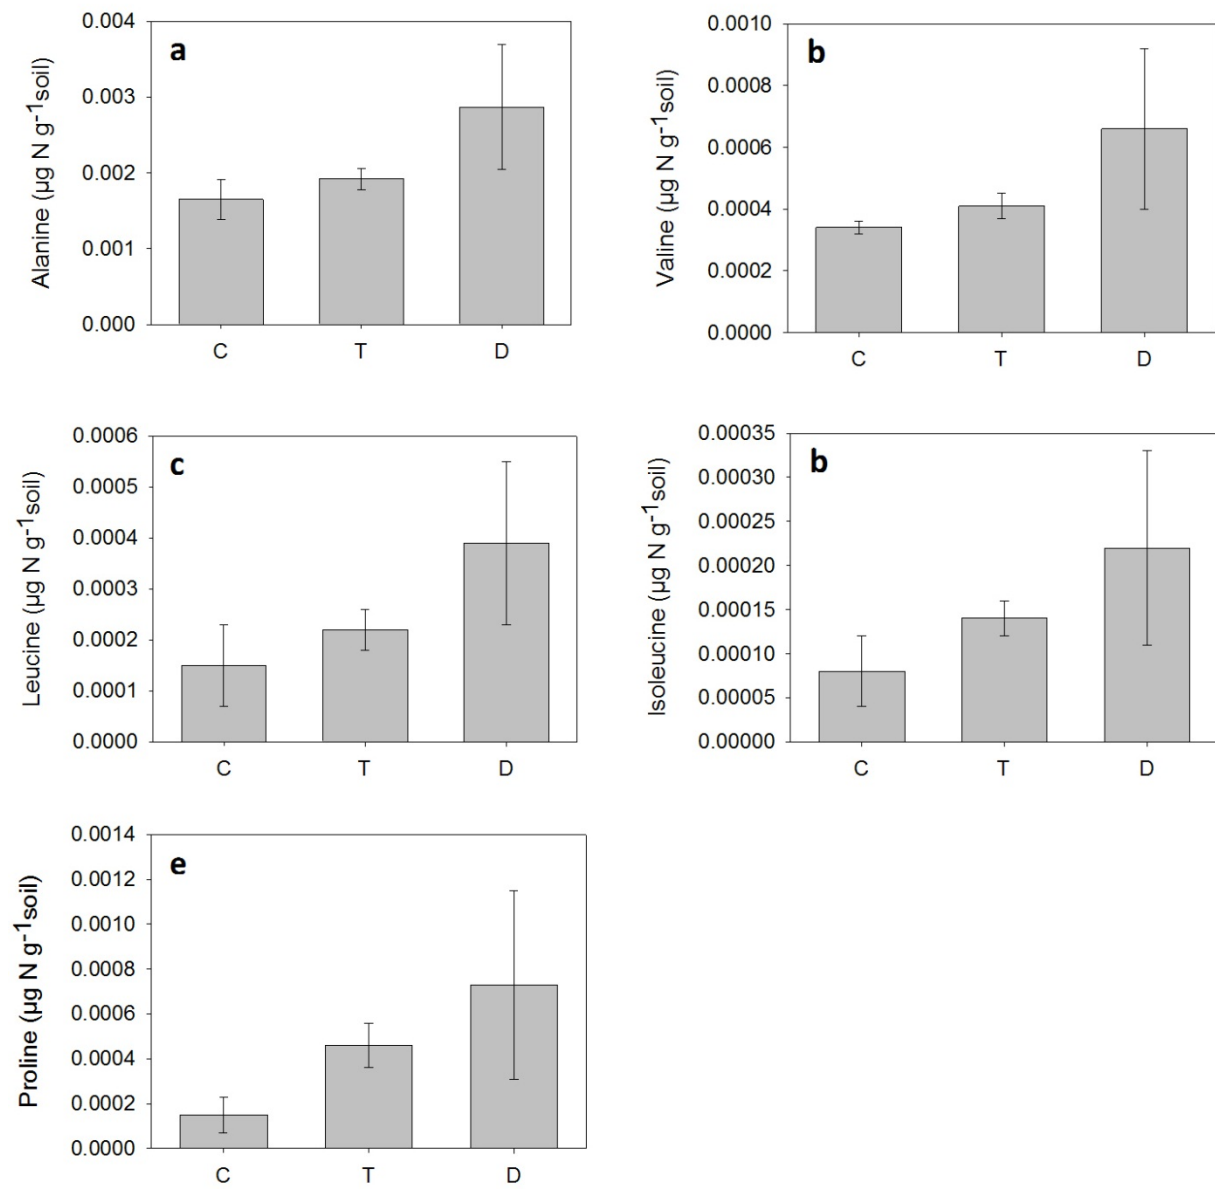 a
Alanine (µg N g-1soil)
0.004
0.003
0.002
0.001
0.000
C T D
b
Valine (µg N g-1soil)
0.0010
0.0008
0.0006
0.0004
0.0002
0.0000
C T D
c
Leucine (µg N g-1soil)
0.0006
0.0005
0.0004
0.0003
0.0002
0.0001
0.0000
C T D
b
Isoleucine (µg N g-1soil)
0.00035
0.00030
0.00025
0.00020
0.00015
0.00010
0.00005
0.00000
C T D
e
Proline (µg N g-1soil)
0.0014
0.0012
0.0010
0.0008
0.0006
0.0004
0.0002
0.0000
C T D